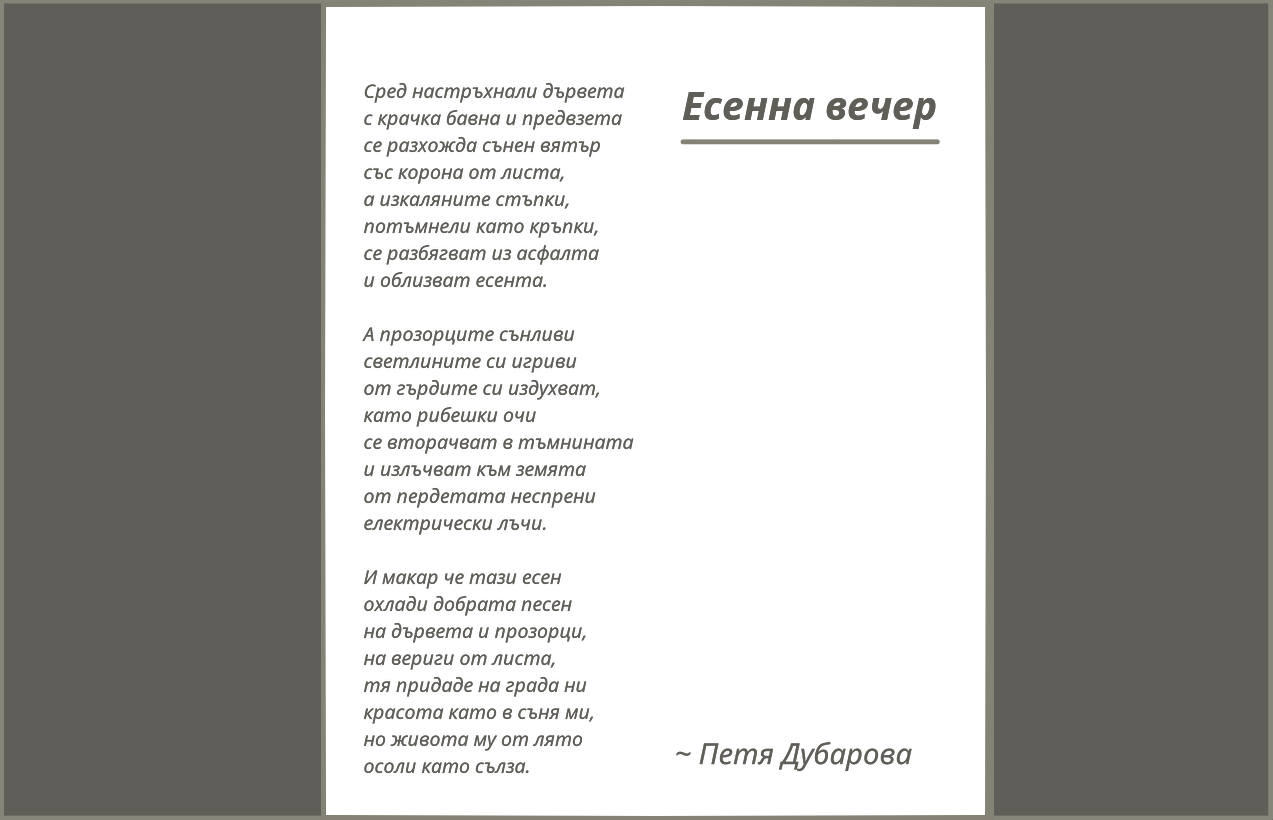 Есенна вечер
Сред настръхнали дървета
с крачка бавна и предвзета
се разхожда сънен вятър
със корона от листа,
а изкаляните стъпки,
потъмнели като кръпки,
се разбягват из асфалта
и облизват есента.
А прозорците сънливи
светлините си игриви
от гърдите си издухват,
като рибешки очи
се вторачват в тъмнината
и излъчват към земята
от пердетата неспрени
електрически лъчи.
И макар че тази есен
охлади добрата песен
на дървета и прозорци,
на вериги от листа,
тя придаде на града ни
красота като в съня ми,
но живота му от лято
осоли като сълза.
~ Петя Дубарова